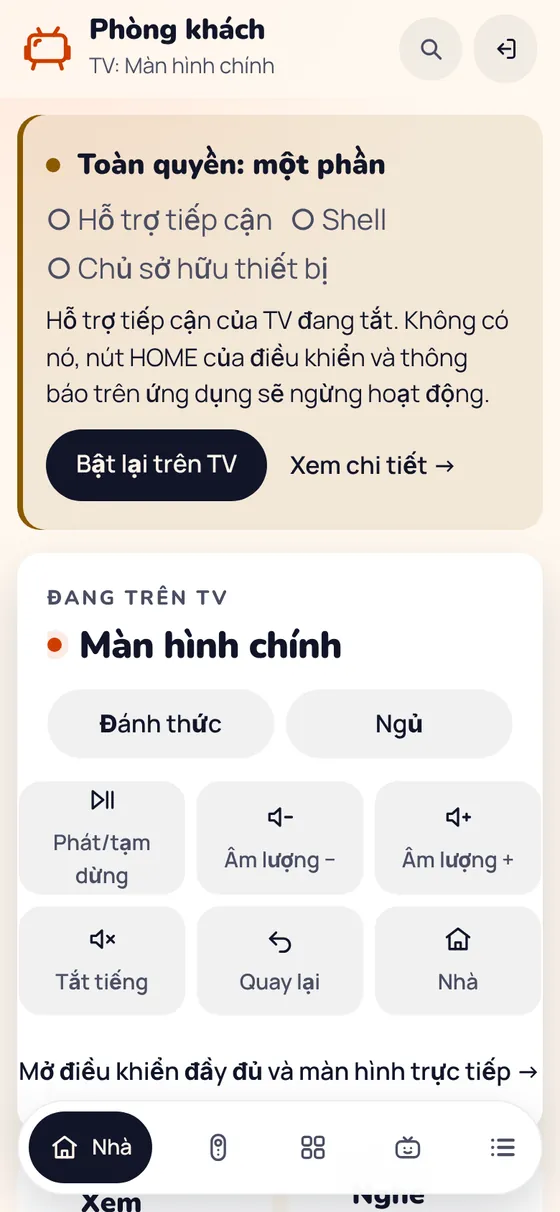 Phòng khách
TV: Màn hình chính
Toàn quyền: một phần
Hỗ trợ tiếp cận
Shell
Chủ sở hữu thiết bị
Hỗ trợ tiếp cận của TV đang tắt. Không có
nó, nút HOME của điều khiển và thông
báo trên ứng dụng sẽ ngừng hoạt động.
Bật lại trên TV
Xem chi tiết →
ĐANG TRÊN TV
Màn hình chính
Đánh thức
Ngủ
Phát/tạm
dừng
Âm lượng −
Âm lượng +
Tắt tiếng
Quay lại
Nhà
Mở điều khiển đầy đủ và màn hình trực tiếp →
Nhà
Xem
Nghe